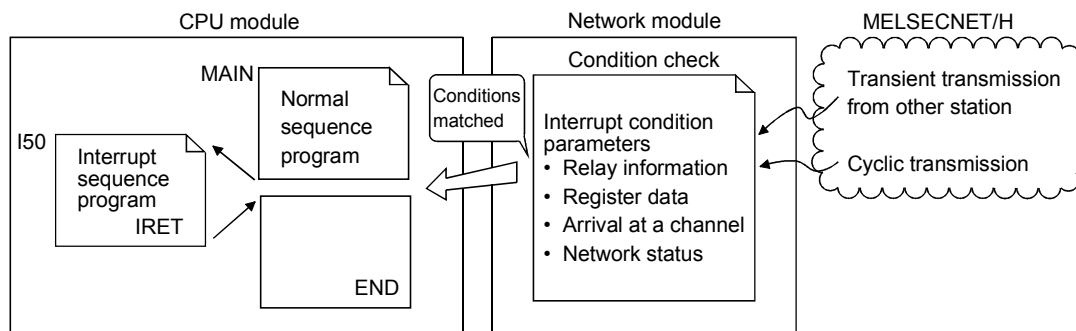 CPU module
Network module
MELSECNET/H
MAIN
Normal
sequence
program
I50
Interrupt
sequence
program
IRET
END
Conditions
matched
Condition check
Interrupt condition
parameters
• Relay information
• Register data
• Arrival at a channel
• Network status
Transient transmission
from other station
Cyclic transmission